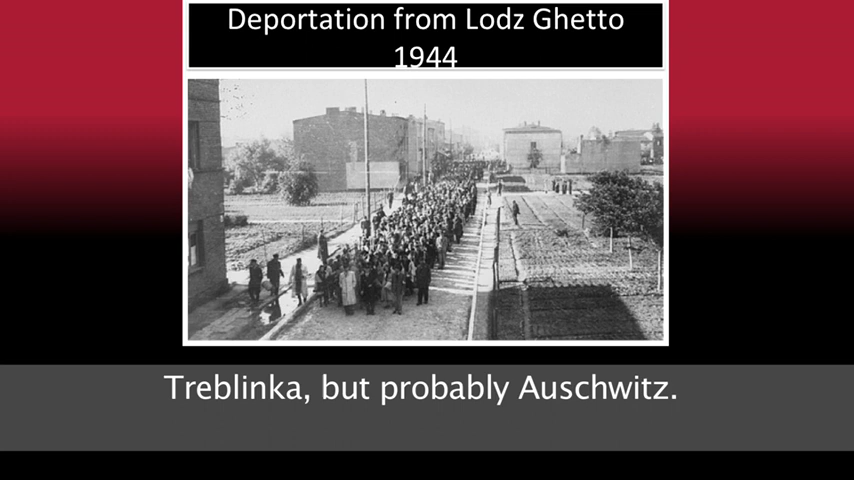 Deportation from Lodz Ghetto
1944
Treblinka, but probably Auschwitz.